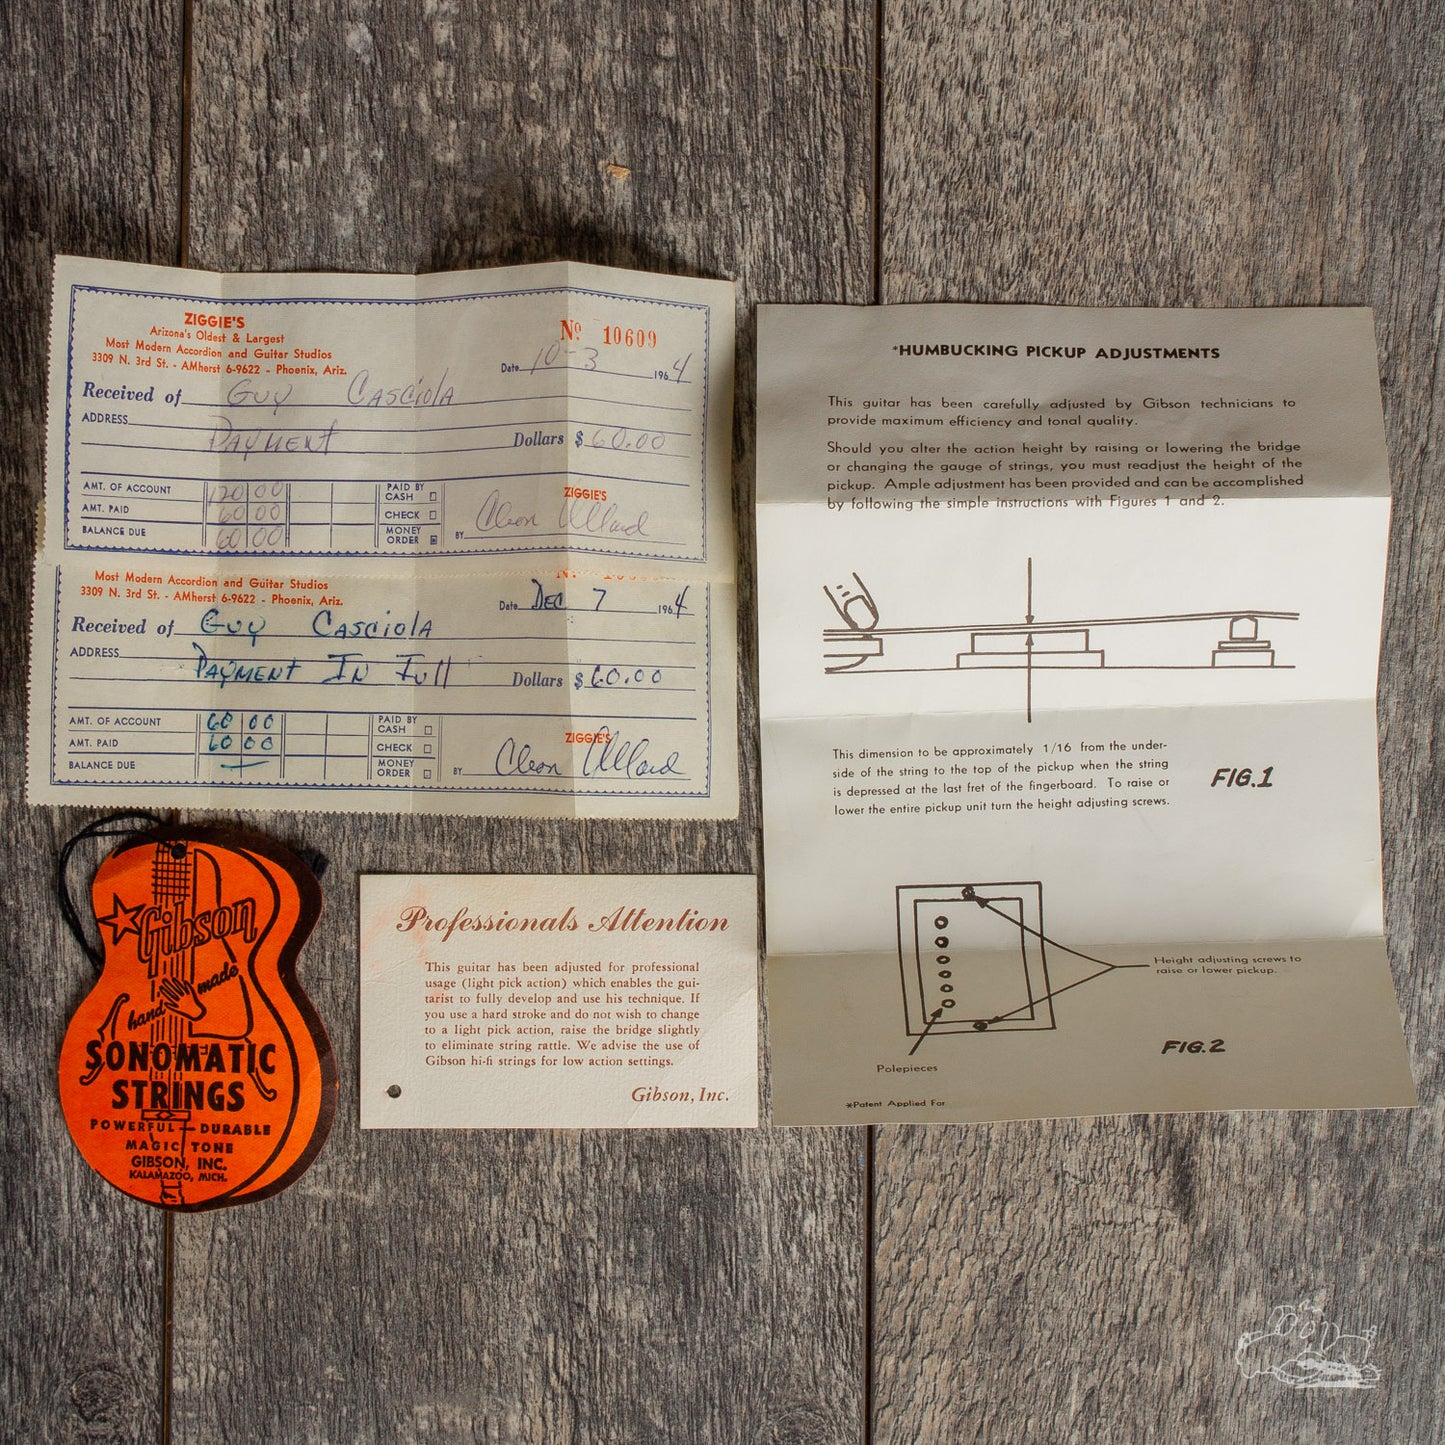 ZIGGIE'S
Arizona's Oldest & Largest
Most Modern Accordion and Guitar Studios
3309 N. 3rd St. - AMherst 6-9622 - Phoenix, Ariz.
Nº 10609
Date 10-3 1964
Received of Guy Casciola
ADDRESS
Payment Dollars $ 60.00
AMT. OF ACCOUNT 120 00
AMT. PAID 60 00
BALANCE DUE 60 00
PAID BY
CASH
CHECK
MONEY
ORDER
ZIGGIE'S
BY Cleon Allard
Most Modern Accordion and Guitar Studios
3309 N. 3rd St. - AMherst 6-9622 - Phoenix, Ariz.
Date Dec 7 1964
Received of Guy Casciola
ADDRESS
Payment In Full Dollars $ 60.00
AMT. OF ACCOUNT 60 00
AMT. PAID 60 00
BALANCE DUE —
PAID BY
CASH
CHECK
MONEY
ORDER
ZIGGIE'S
BY Cleon Allard
Gibson
hand made
SONOMATIC
STRINGS
POWERFUL - DURABLE
MAGIC TONE
GIBSON, INC.
KALAMAZOO, MICH.
Professionals Attention
This guitar has been adjusted for professional
usage (light pick action) which enables the gui-
tarist to fully develop and use his technique. If
you use a hard stroke and do not wish to change
to a light pick action, raise the bridge slightly
to eliminate string rattle. We advise the use of
Gibson hi-fi strings for low action settings.
Gibson, Inc.
*HUMBUCKING PICKUP ADJUSTMENTS
This guitar has been carefully adjusted by Gibson technicians to
provide maximum efficiency and tonal quality.
Should you alter the action height by raising or lowering the bridge
or changing the gauge of strings, you must readjust the height of the
pickup. Ample adjustment has been provided and can be accomplished
by following the simple instructions with Figures 1 and 2.
This dimension to be approximately 1/16 from the under-
side of the string to the top of the pickup when the string
is depressed at the last fret of the fingerboard. To raise or
lower the entire pickup unit turn the height adjusting screws.
FIG.1
Height adjusting screws to
raise or lower pickup.
FIG.2
Polepieces
*Patent Applied For